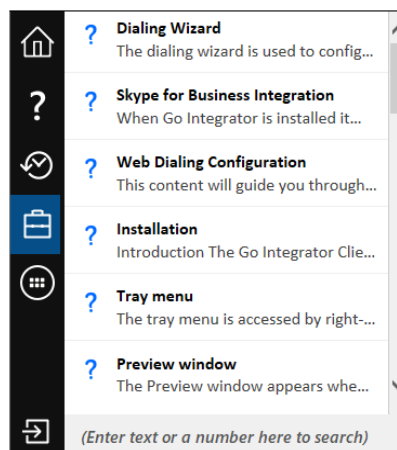 Dialing Wizard
The dialing wizard is used to config...
Skype for Business Integration
When Go Integrator is installed it...
Web Dialing Configuration
This content will guide you through...
Installation
Introduction The Go Integrator Clie...
Tray menu
The tray menu is accessed by right-...
Preview window
The Preview window appears whe...
(Enter text or a number here to search)